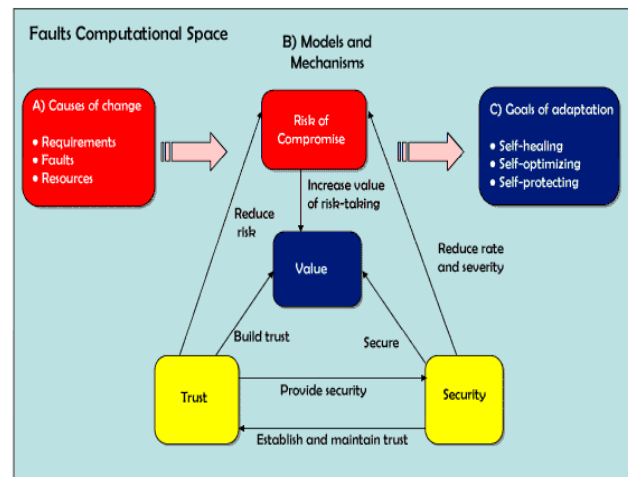 Faults Computational Space
B) Models and
Mechanisms
A) Causes of change
• Requirements
• Faults
• Resources
Risk of
Compromise
C) Goals of adaptation
• Self-healing
• Self-optimizing
• Self-protecting
Increase value
of risk-taking
Reduce
risk
Reduce rate
and severity
Value
Build trust
Secure
Trust
Provide security
Security
Establish and maintain trust